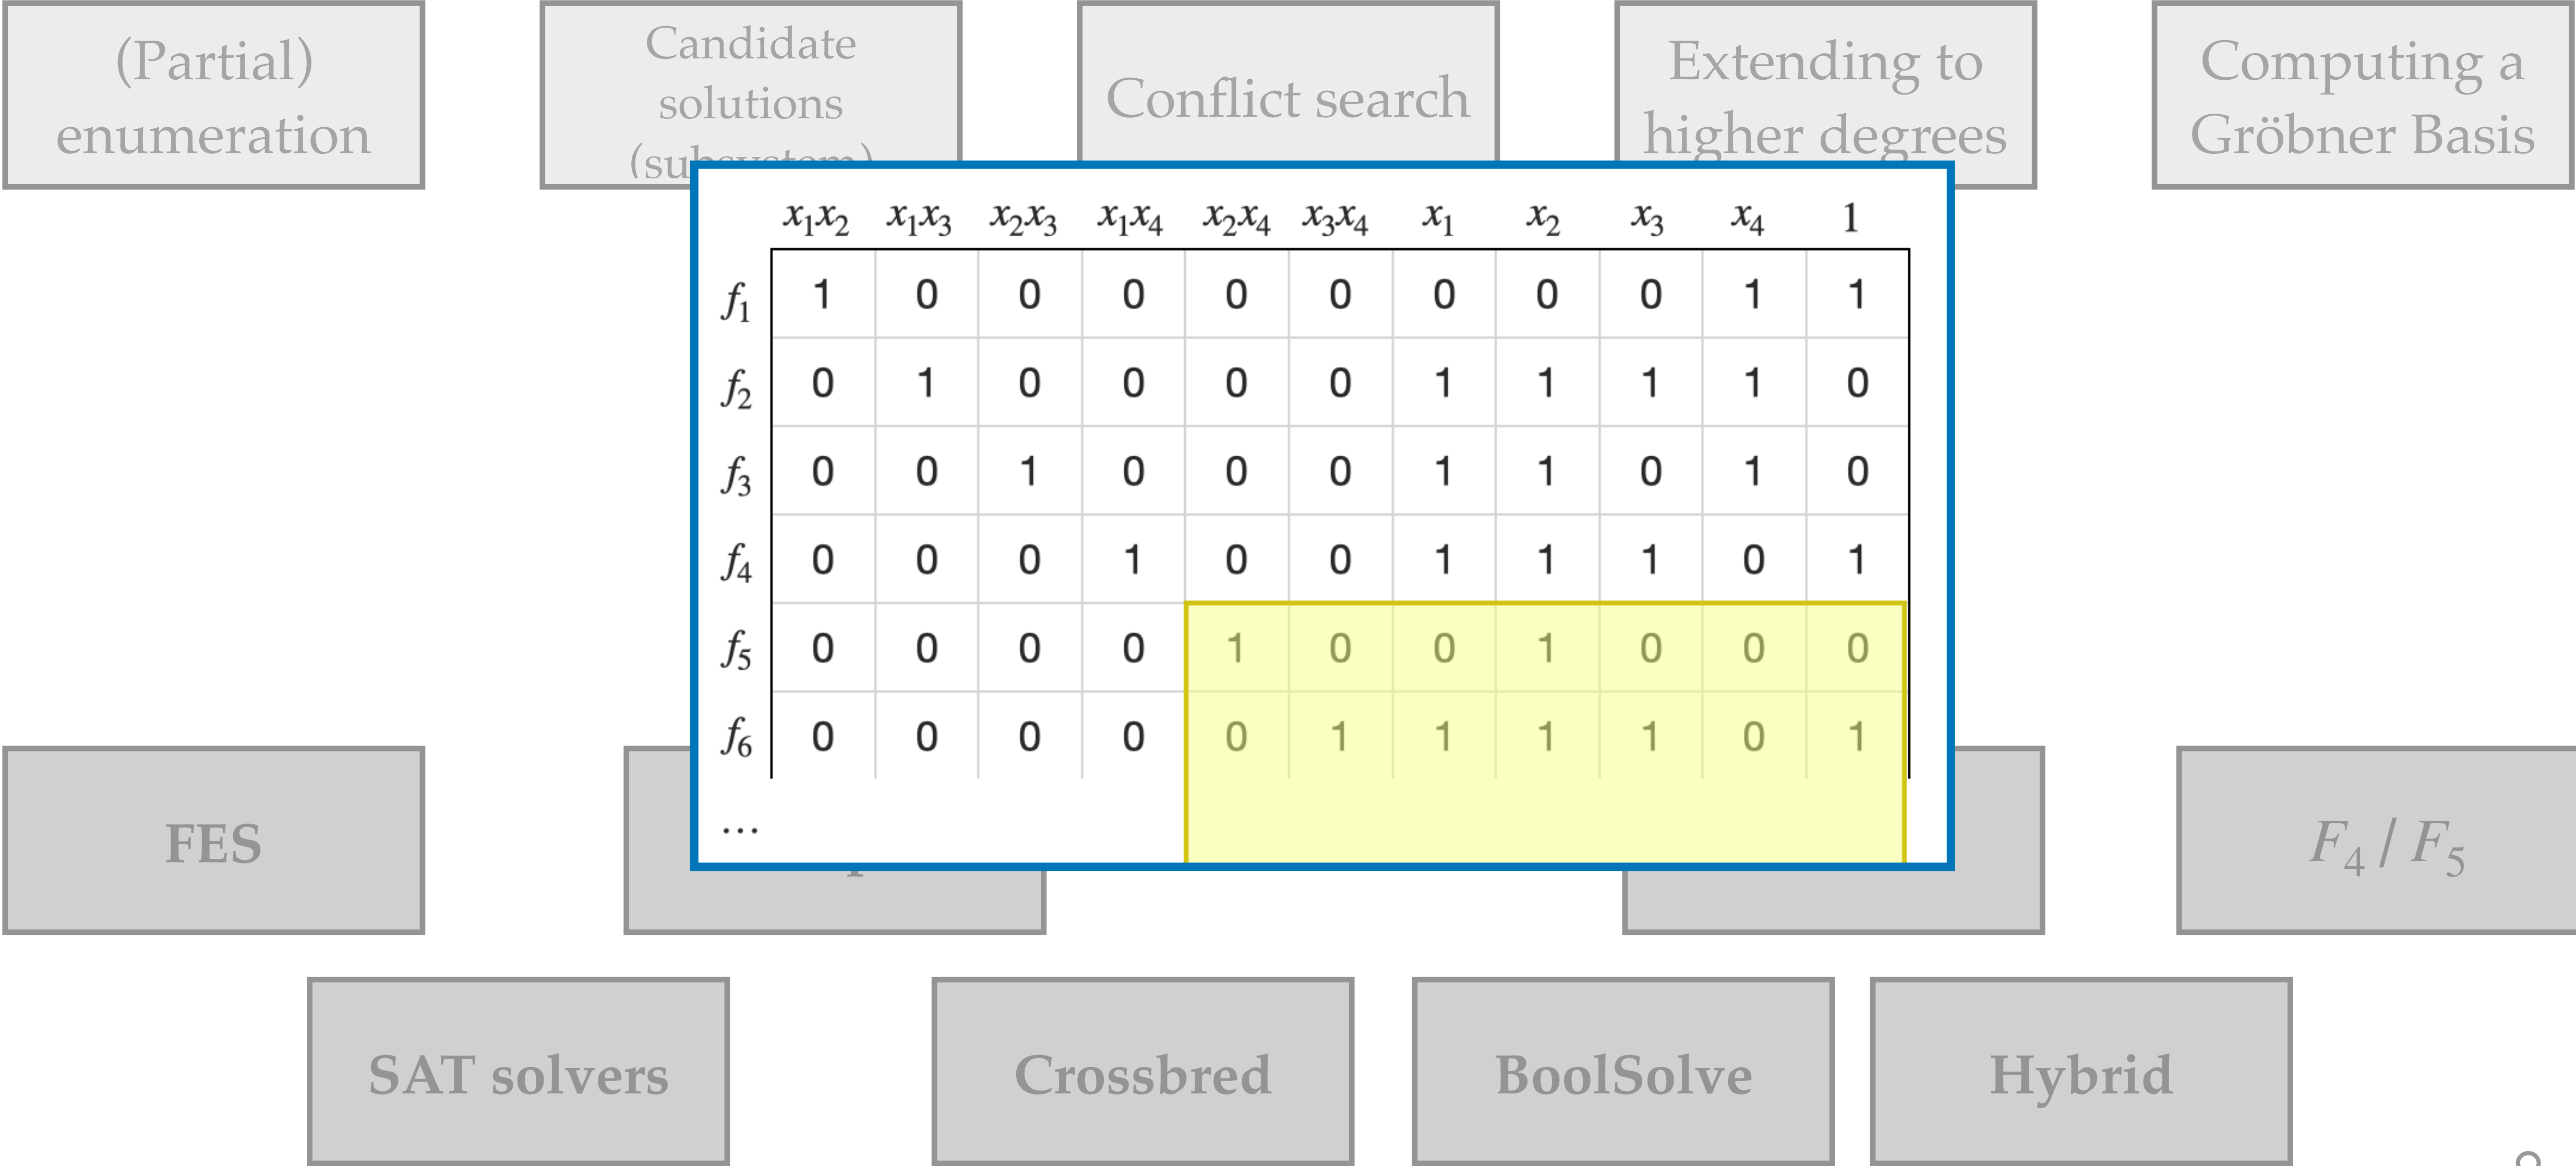 (Partial)
enumeration
Candidate
solutions
Conflict search
Extending to
higher degrees
Computing a
Gröbner Basis
x₁x₂ x₁x₃ x₂x₃ x₁x₄ x₂x₄ x₃x₄ x₁ x₂ x₃ x₄ 1
f₁ 1 0 0 0 0 0 0 0 0 1 1
f₂ 0 1 0 0 0 0 1 1 1 1 0
f₃ 0 0 1 0 0 0 1 1 0 1 0
f₄ 0 0 0 1 0 0 1 1 1 0 1
f₅ 0 0 0 0 1 0 0 1 0 0 0
f₆ 0 0 0 0 0 1 1 1 1 0 1
...
FES
F₄ / F₅
SAT solvers
Crossbred
BoolSolve
Hybrid